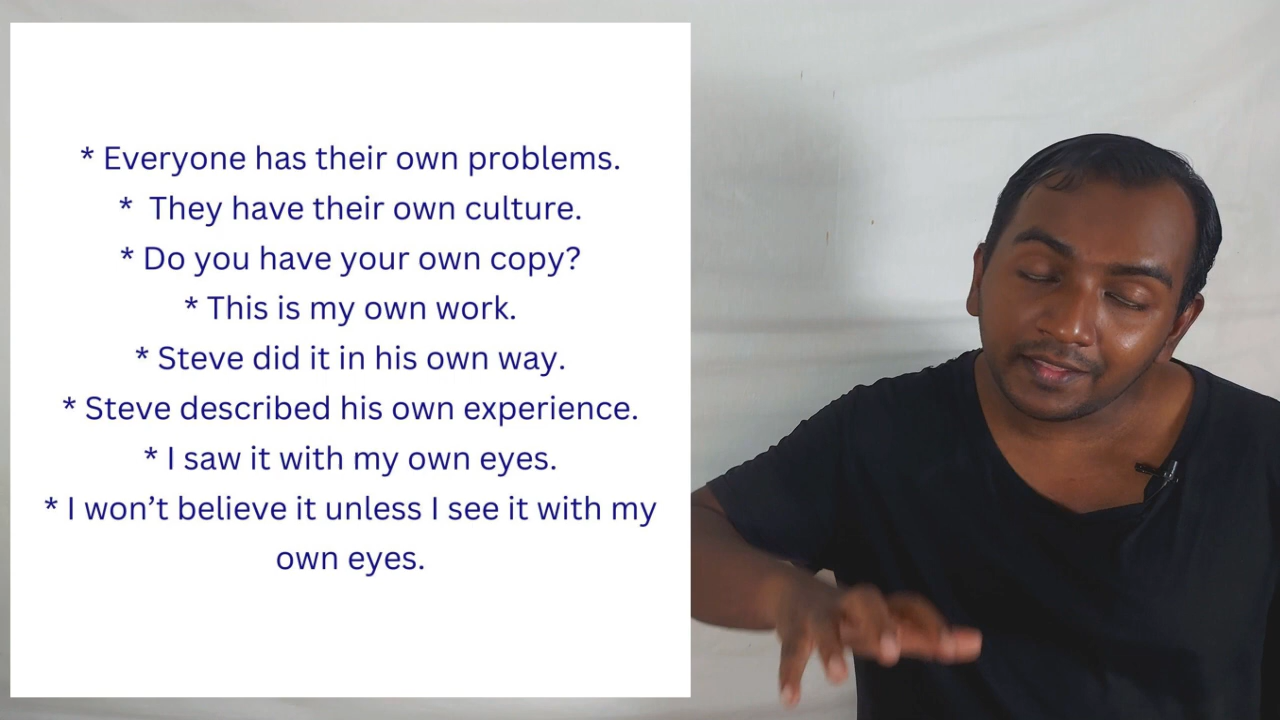 * Everyone has their own problems.
* They have their own culture.
* Do you have your own copy?
* This is my own work.
* Steve did it in his own way.
* Steve described his own experience.
* I saw it with my own eyes.
* I won’t believe it unless I see it with my
own eyes.